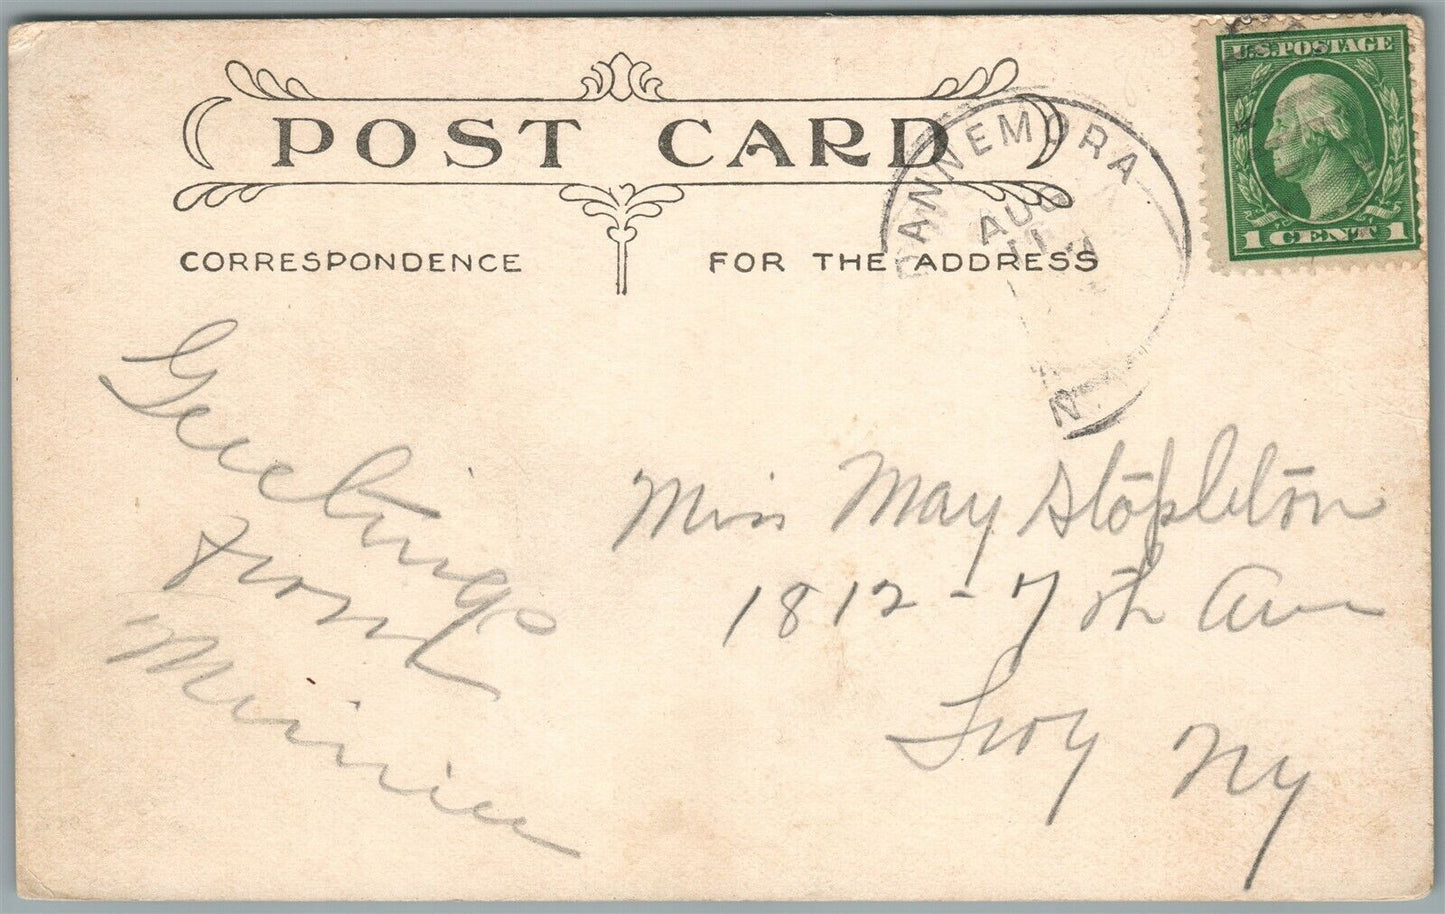 POST CARD
CORRESPONDENCE
FOR THE ADDRESS
DANNEMORA
AUG
11
N.
U.S.POSTAGE
1 CENT 1
Greetings
from
Minnie
Miss May Stapleton
1812 - 7th Ave
Troy NY